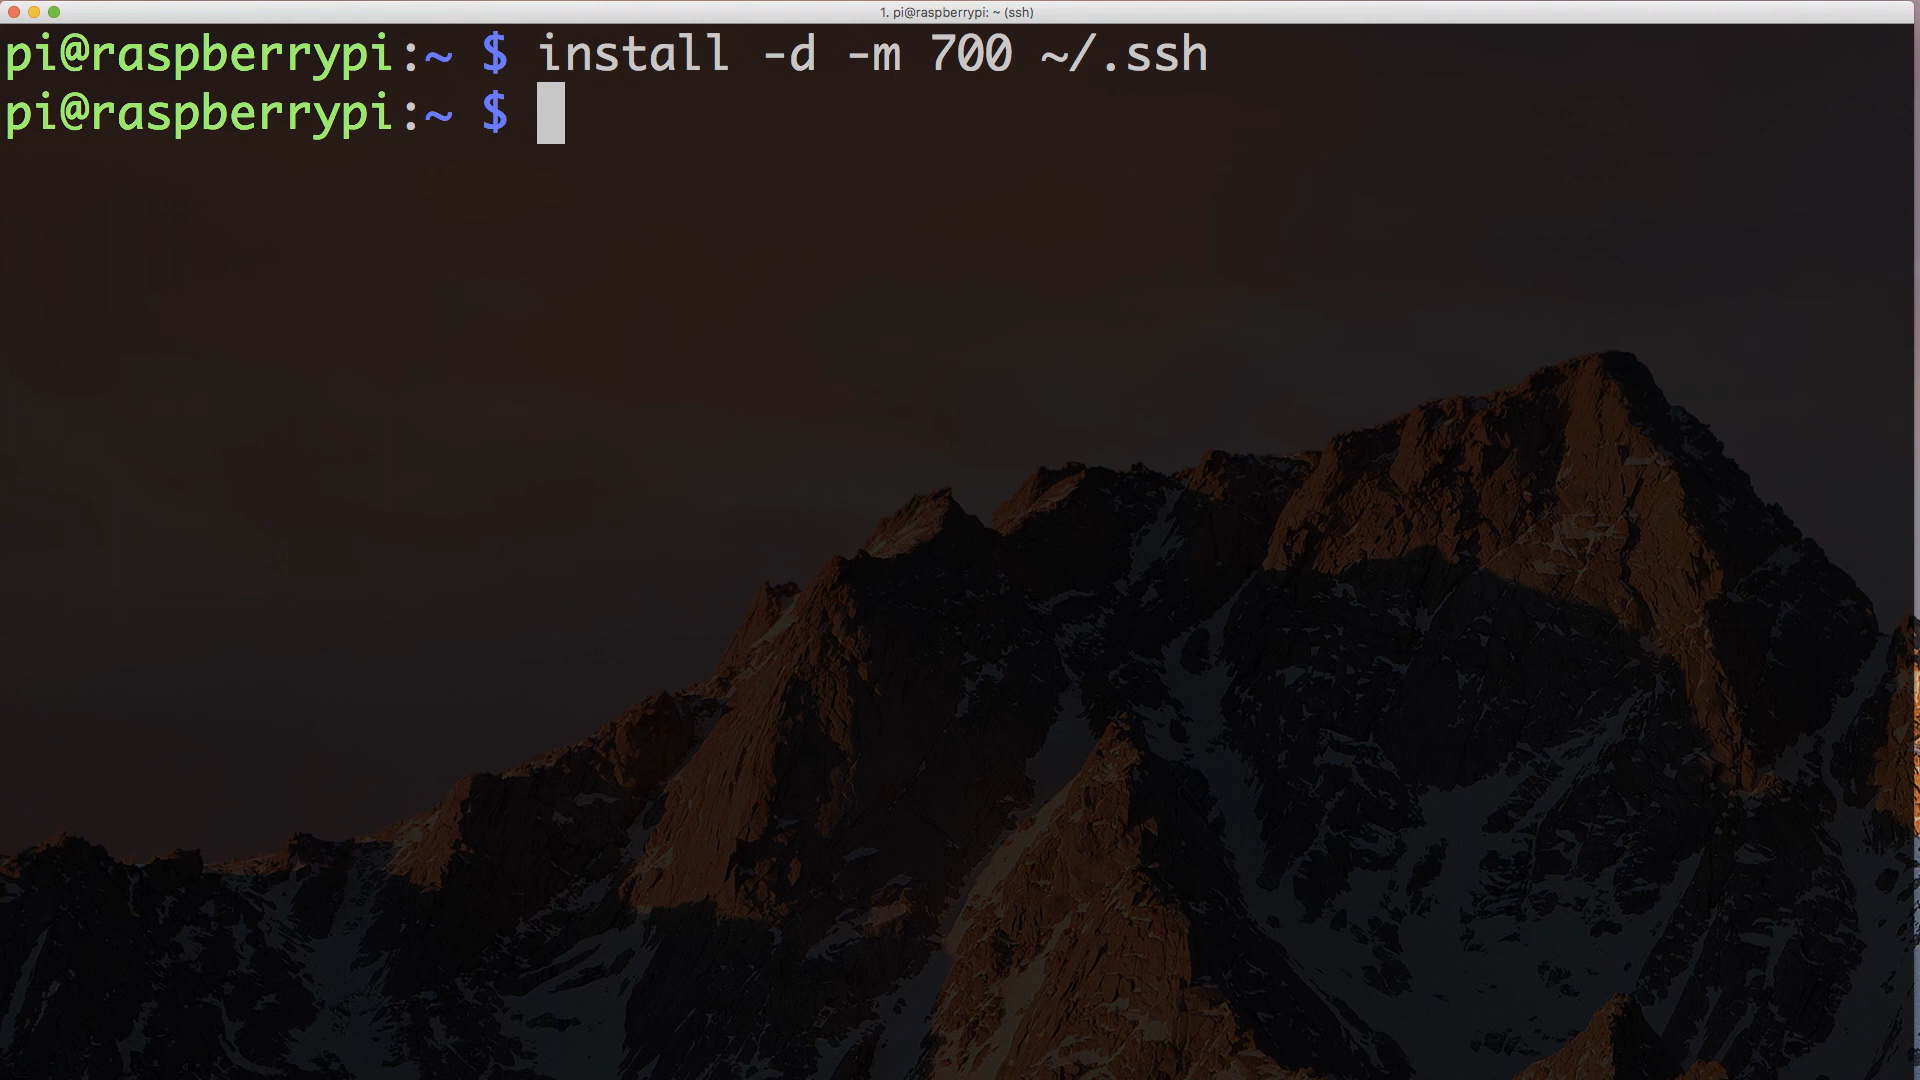 1. pi@raspberrypi: ~ (ssh)
pi@raspberrypi:~ $ install -d -m 700 ~/.ssh
pi@raspberrypi:~ $